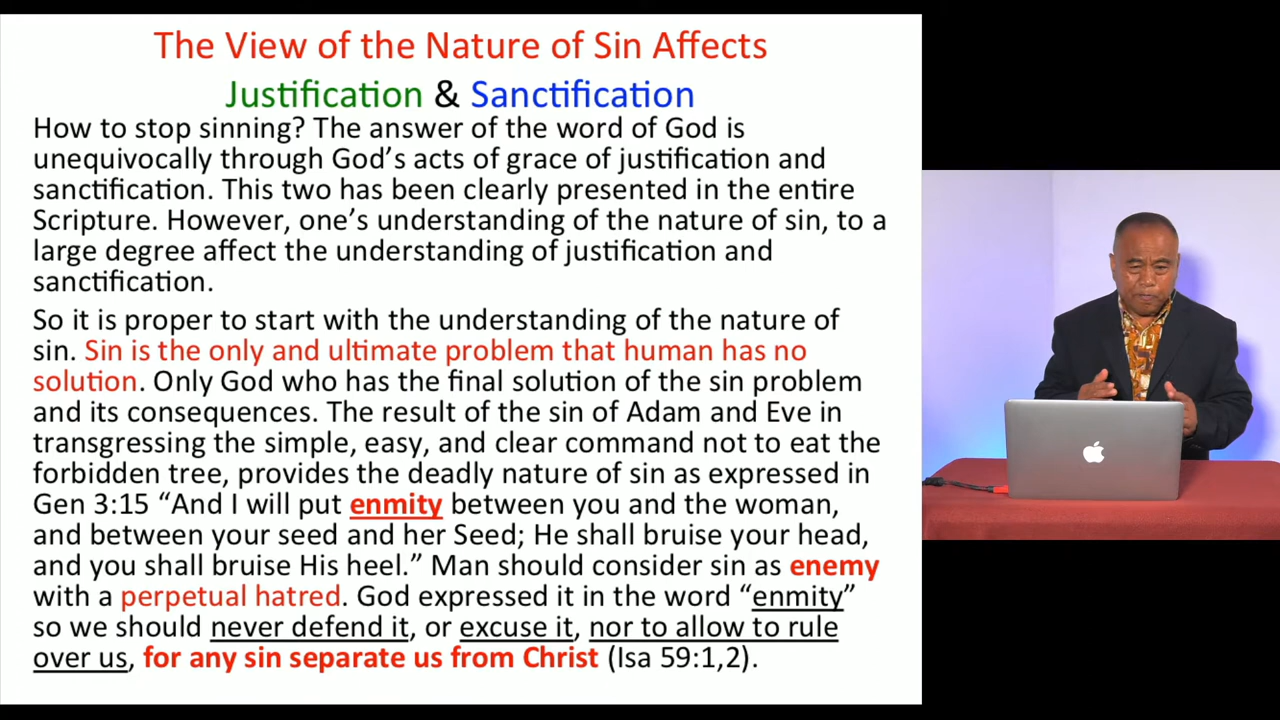 The View of the Nature of Sin Affects
Justification & Sanctification
How to stop sinning? The answer of the word of God is
unequivocally through God’s acts of grace of justification and
sanctification. This two has been clearly presented in the entire
Scripture. However, one’s understanding of the nature of sin, to a
large degree affect the understanding of justification and
sanctification.
So it is proper to start with the understanding of the nature of
sin. Sin is the only and ultimate problem that human has no
solution. Only God who has the final solution of the sin problem
and its consequences. The result of the sin of Adam and Eve in
transgressing the simple, easy, and clear command not to eat the
forbidden tree, provides the deadly nature of sin as expressed in
Gen 3:15 “And I will put enmity between you and the woman,
and between your seed and her Seed; He shall bruise your head,
and you shall bruise His heel.” Man should consider sin as enemy
with a perpetual hatred. God expressed it in the word “enmity”
so we should never defend it, or excuse it, nor to allow to rule
over us, for any sin separate us from Christ (Isa 59:1,2).